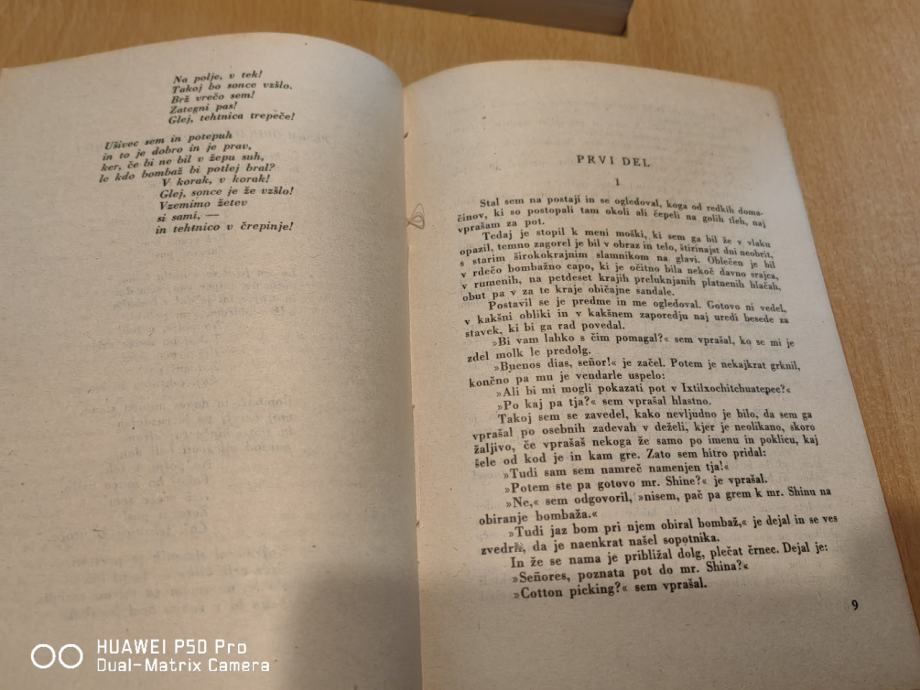 Na polje, v tek!
Takoj bo sonce vzšlo.
Brž vrečo sem!
Zategni pas!
Glej, tehtnica trepeče!
Ušivec sem in potepuh
in to je dobro in je prav,
ker, če bi ne bil v žepu suh,
le kdo bombaž bi potlej bral?
V korak, v korak!
Glej, sonce je že vzšlo!
Vzemimo žetev
si sami, —
in tehtnico v črepinje!
PRVI DEL
1
Stal sem na postaji in se ogledoval, koga od redkih doma-
činov, ki so postopali tam okoli ali čepeli na golih tleh, naj
vprašam za pot.
Tedaj je stopil k meni moški, ki sem ga bil že v vlaku
opazil, temno zagorel je bil v obraz in telo, štirinajst dni neobrit,
s starim širokokrajnim slamnikom na glavi. Oblečen je bil
v rdečo bombažno capo, ki je očitno bila nekoč davno srajca,
v rumenih, na petdeset krajih preluknjanih platnenih hlačah,
obut pa v za te kraje običajne sandale.
Postavil se je predme in me ogledoval. Gotovo ni vedel,
v kakšni obliki in v kakšnem zaporedju naj uredi besede za
stavek, ki bi ga rad povedal.
»Bi vam lahko s čim pomagal?« sem vprašal, ko se mi je
zdel molk le predolg.
»Buenos dias, señor!« je začel. Potem je nekajkrat grknil,
končno pa mu je vendarle uspelo:
»Ali bi mi mogli pokazati pot v Ixtilxochitchuatepec?«
»Po kaj pa tja?« sem vprašal hlastno.
Takoj sem se zavedel, kako nevljudno je bilo, da sem ga
vprašal po osebnih zadevah v deželi, kjer je neolikano, skoro
žaljivo, če vprašaš nekoga že samo po imenu in poklicu, kaj
šele od kod je in kam gre. Zato sem hitro pridal:
»Tudi sam sem namreč namenjen tja!«
»Potem ste pa gotovo mr. Shine?« je vprašal.
»Ne,« sem odgovoril, »nisem, pač pa grem k mr. Shinu na
obiranje bombaža.«
»Tudi jaz bom pri njem obiral bombaž,« je dejal in se ves
zvedril, da je naenkrat našel sopotnika.
In že se nama je približal dolg, plečat črnec. Dejal je:
»Señores, poznata pot do mr. Shina?«
»Cotton picking?« sem vprašal.
9
HUAWEI P50 Pro
Dual-Matrix Camera